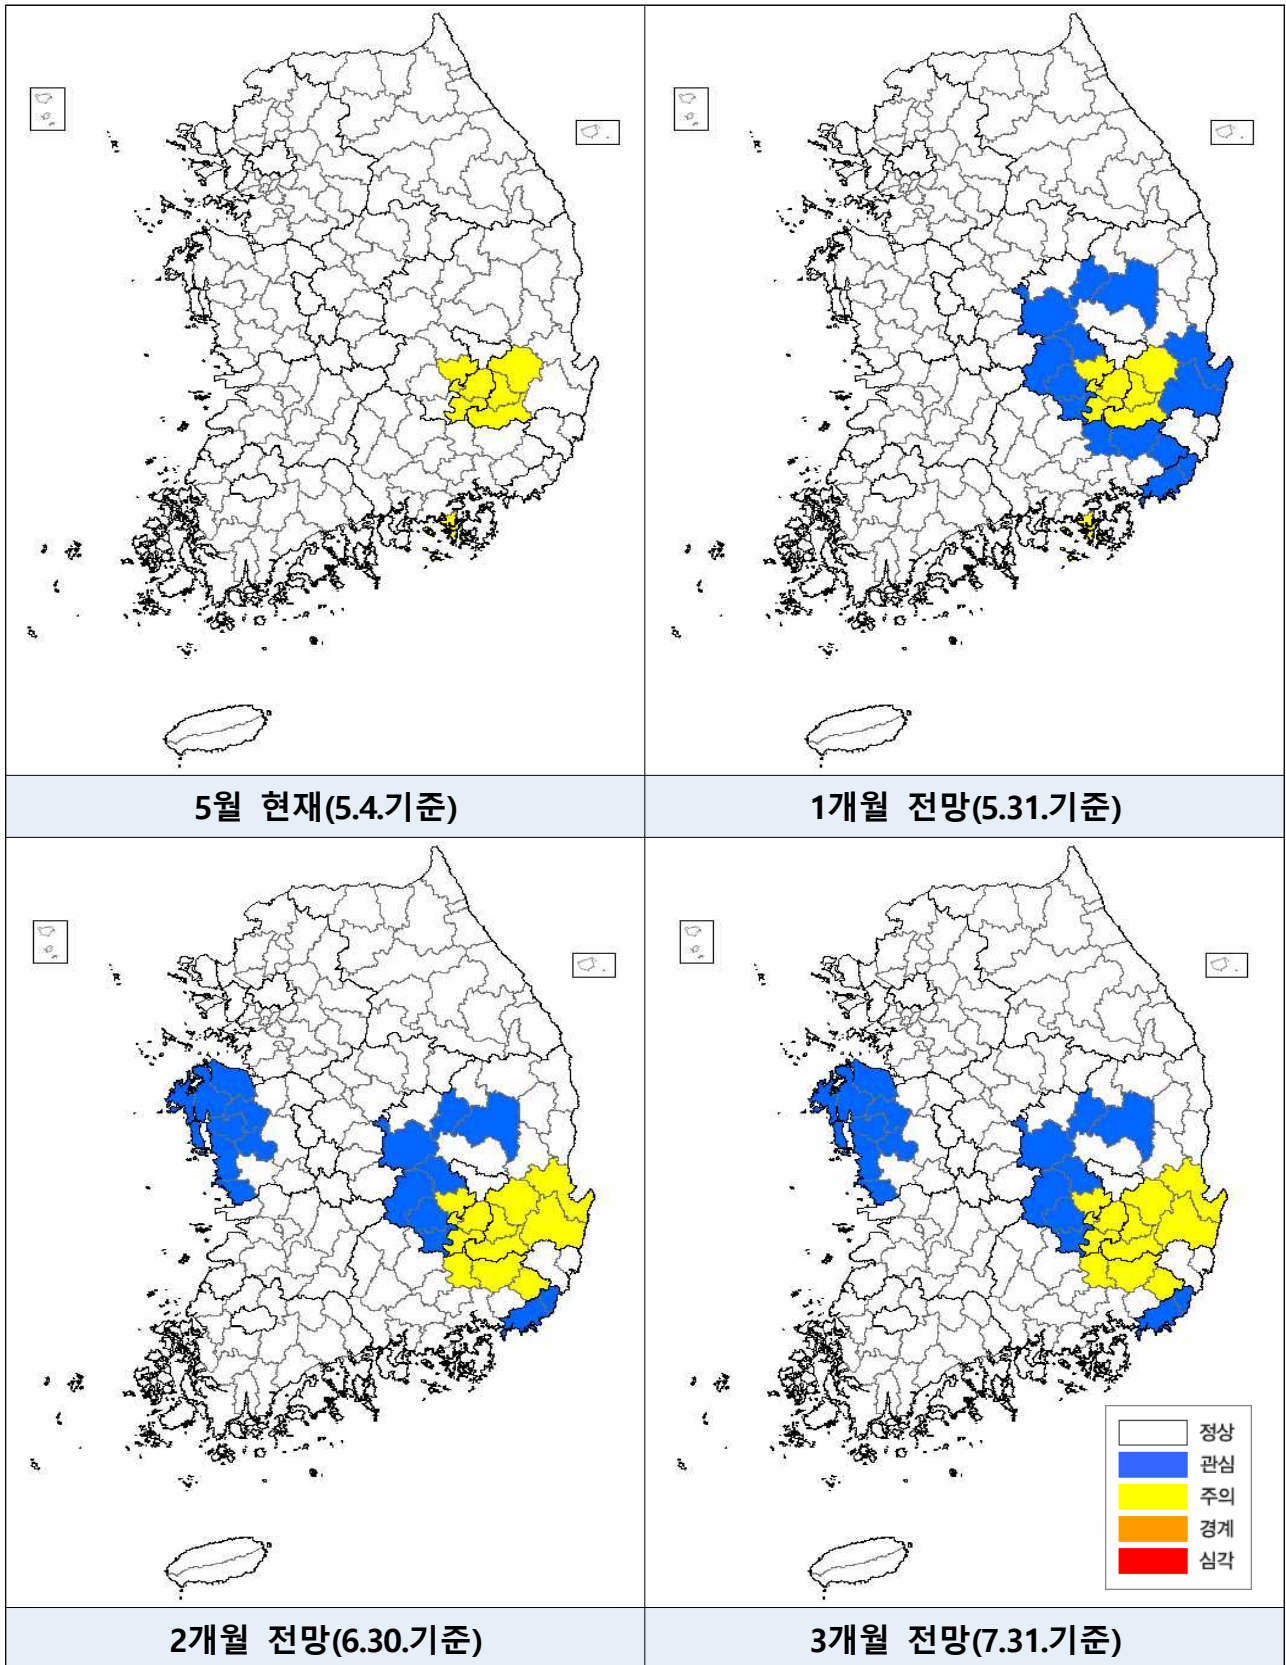 5월 현재(5.4.기준)
1개월 전망(5.31.기준)
정상
관심
주의
경계
심각
2개월 전망(6.30.기준)
3개월 전망(7.31.기준)